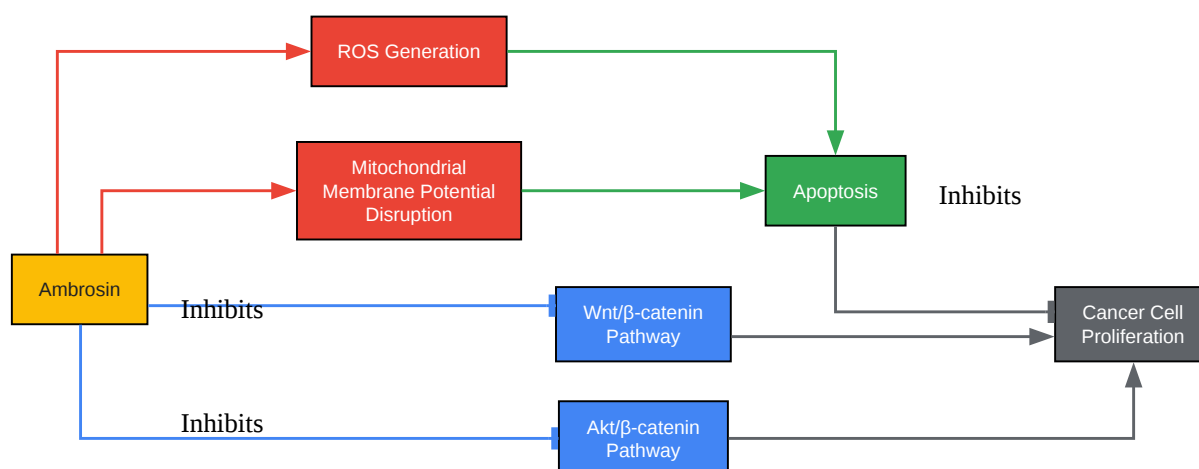 ROS Generation
Mitochondrial
Membrane Potential
Disruption
Apoptosis
Inhibits
Ambrosin
Inhibits
Wnt/β-catenin
Pathway
Cancer Cell
Proliferation
Inhibits
Akt/β-catenin
Pathway